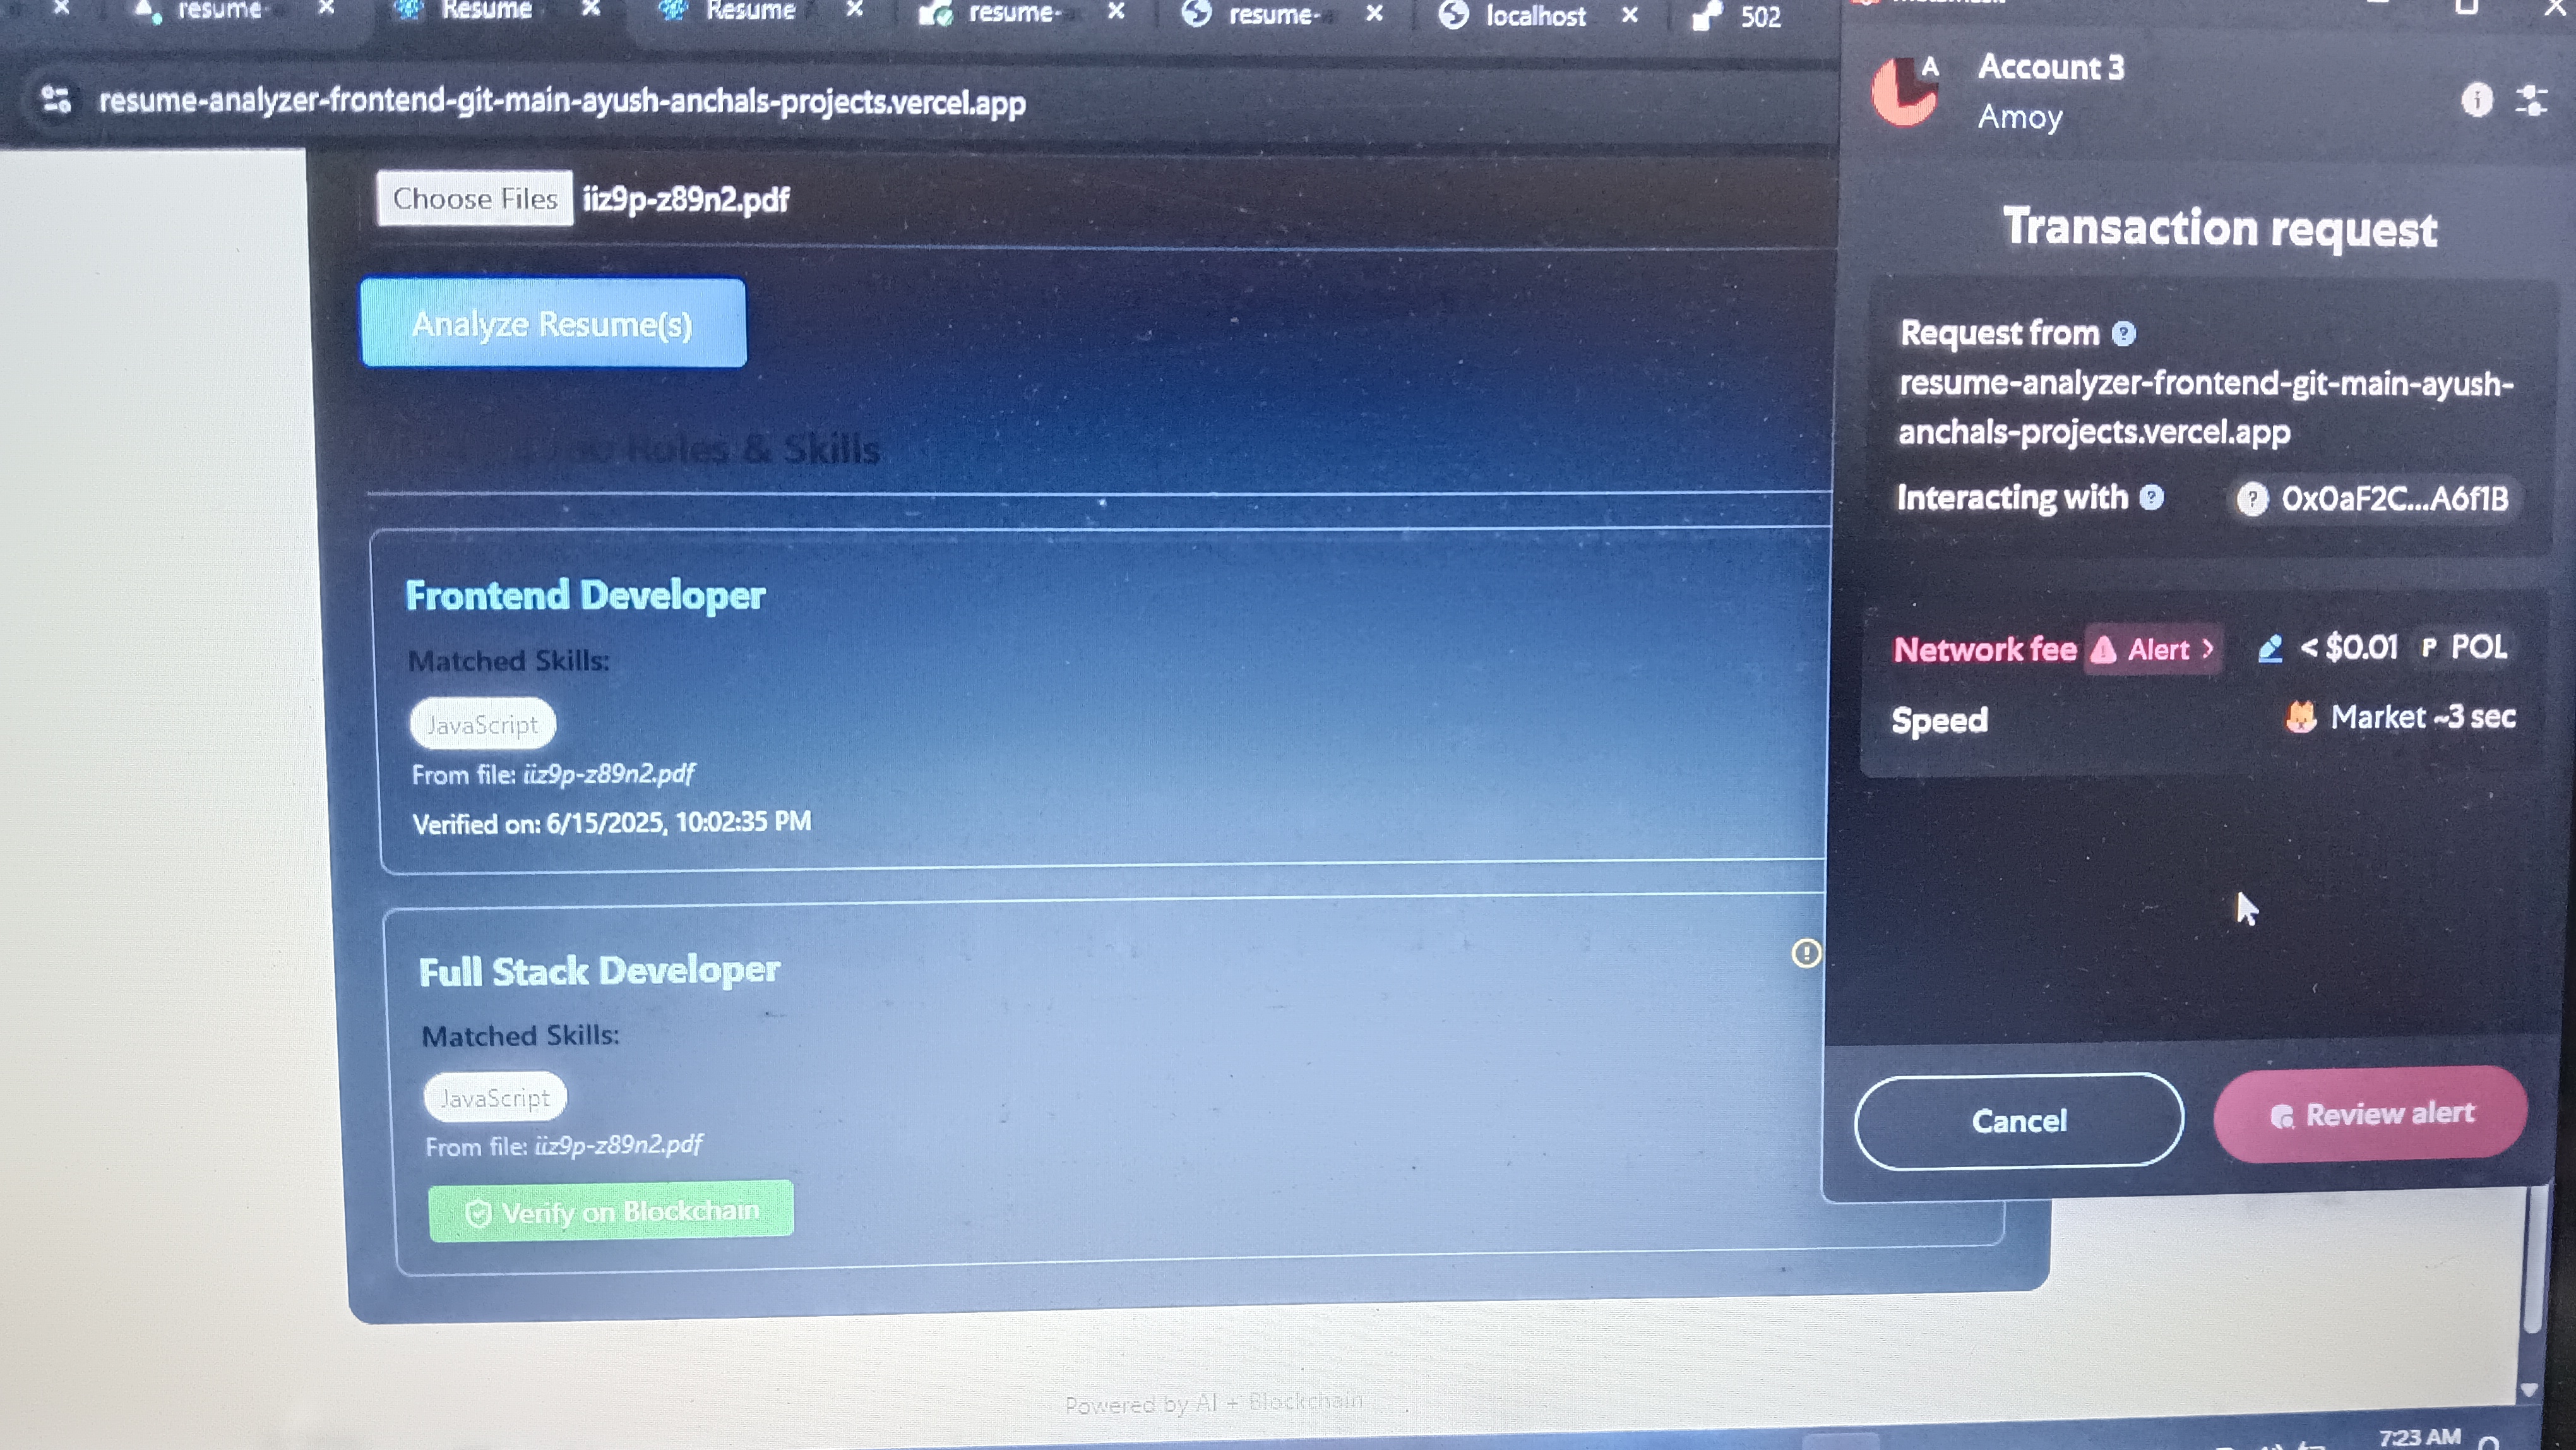 resume-
Resume
Resume
resume-
resume-
localhost
502
resume-analyzer-frontend-git-main-ayush-anchals-projects.vercel.app
Choose Files iiz9p-z89n2.pdf
Analyze Resume(s)
Roles & Skills
Frontend Developer
Matched Skills:
JavaScript
From file: iiz9p-z89n2.pdf
Verified on: 6/15/2025, 10:02:35 PM
Full Stack Developer
Matched Skills:
JavaScript
From file: iiz9p-z89n2.pdf
Verify on Blockchain
Powered by AI + Blockchain
A
Account 3
Amoy
Transaction request
Request from
resume-analyzer-frontend-git-main-ayush-
anchals-projects.vercel.app
Interacting with 0x0aF2C...A6f1B
Network fee Alert > < $0.01 P POL
Speed Market ~3 sec
Cancel
Review alert
7:23 AM